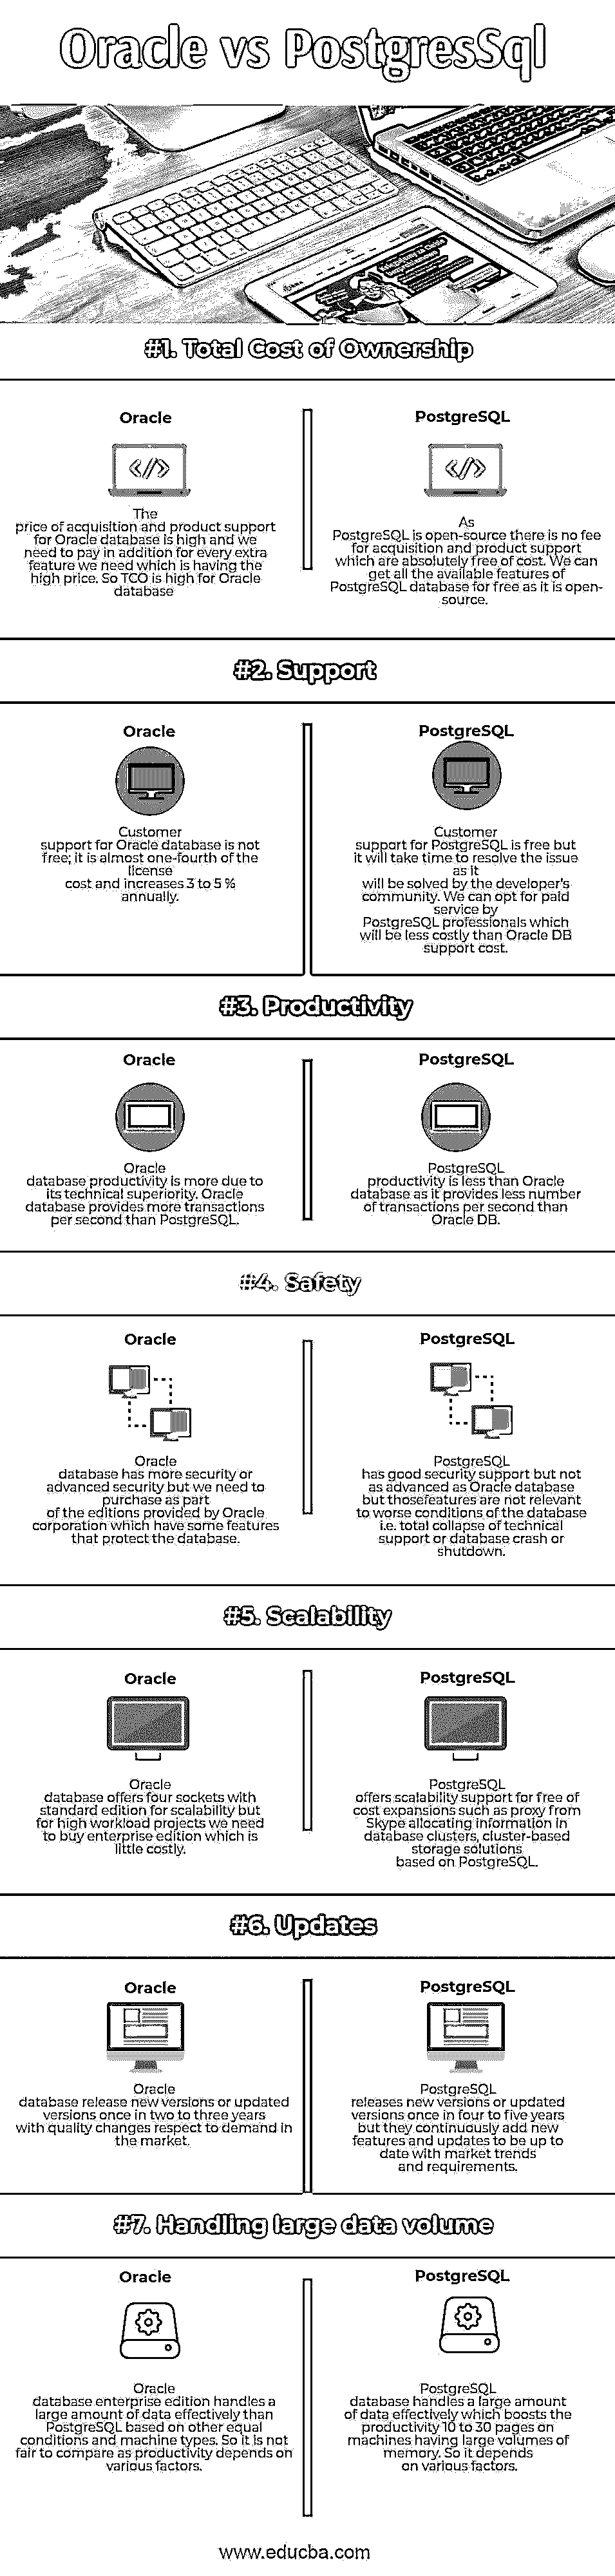 Oracle vs PostgresSql
#1. Total Cost of Ownership
Oracle
The
price of acquisition and product support
for Oracle database is high and we
need to pay in addition for every extra
feature we need which is having the
high price. So TCO is high for Oracle
database
PostgreSQL
As
PostgreSQL is open-source there is no fee
for acquisition and product support
which are absolutely free of cost. We can
get all the available features of
PostgreSQL database for free as it is open-
source.
#2. Support
Oracle
Customer
support for Oracle database is not
free; it is almost one-fourth of the
license
cost and increases 3 to 5 %
annually.
PostgreSQL
Customer
support for PostgreSQL is free but
it will take time to resolve the issue
as it
will be solved by the developer's
community. We can opt for paid
service by
PostgreSQL professionals which
will be less costly than Oracle DB
support cost.
#3. Productivity
Oracle
Oracle
database productivity is more due to
its technical superiority. Oracle
database provides more transactions
per second than PostgreSQL.
PostgreSQL
PostgreSQL
productivity is less than Oracle
database as it provides less number
of transactions per second than
Oracle DB.
#4. Safety
Oracle
Oracle
database has more security or
advanced security but we need to
purchase as part
of the editions provided by Oracle
corporation which have some features
that protect the database.
PostgreSQL
PostgreSQL
has good security support but not
as advanced as Oracle database
but thosefeatures are not relevant
to worse conditions of the database
i.e. total collapse of technical
support or database crash or
shutdown.
#5. Scalability
Oracle
Oracle
database offers four sockets with
standard edition for scalability but
for high workload projects we need
to buy enterprise edition which is
little costly.
PostgreSQL
PostgreSQL
offers scalability support for free of
cost expansions such as proxy from
Skype allocating information in
database clusters, cluster-based
storage solutions
based on PostgreSQL.
#6. Updates
Oracle
Oracle
database release new versions or updated
versions once in two to three years
with quality changes respect to demand in
the market.
PostgreSQL
PostgreSQL
releases new versions or updated
versions once in four to five years
but they continuously add new
features and updates to be up to
date with market trends
and requirements.
#7. Handling large data volume
Oracle
Oracle
database enterprise edition handles a
large amount of data effectively than
PostgreSQL based on other equal
conditions and machine types. So it is not
fair to compare as productivity depends on
various factors.
PostgreSQL
PostgreSQL
database handles a large amount
of data effectively which boosts the
productivity 10 to 30 pages on
machines having large volumes of
memory. So it depends
on various factors.
www.educba.com